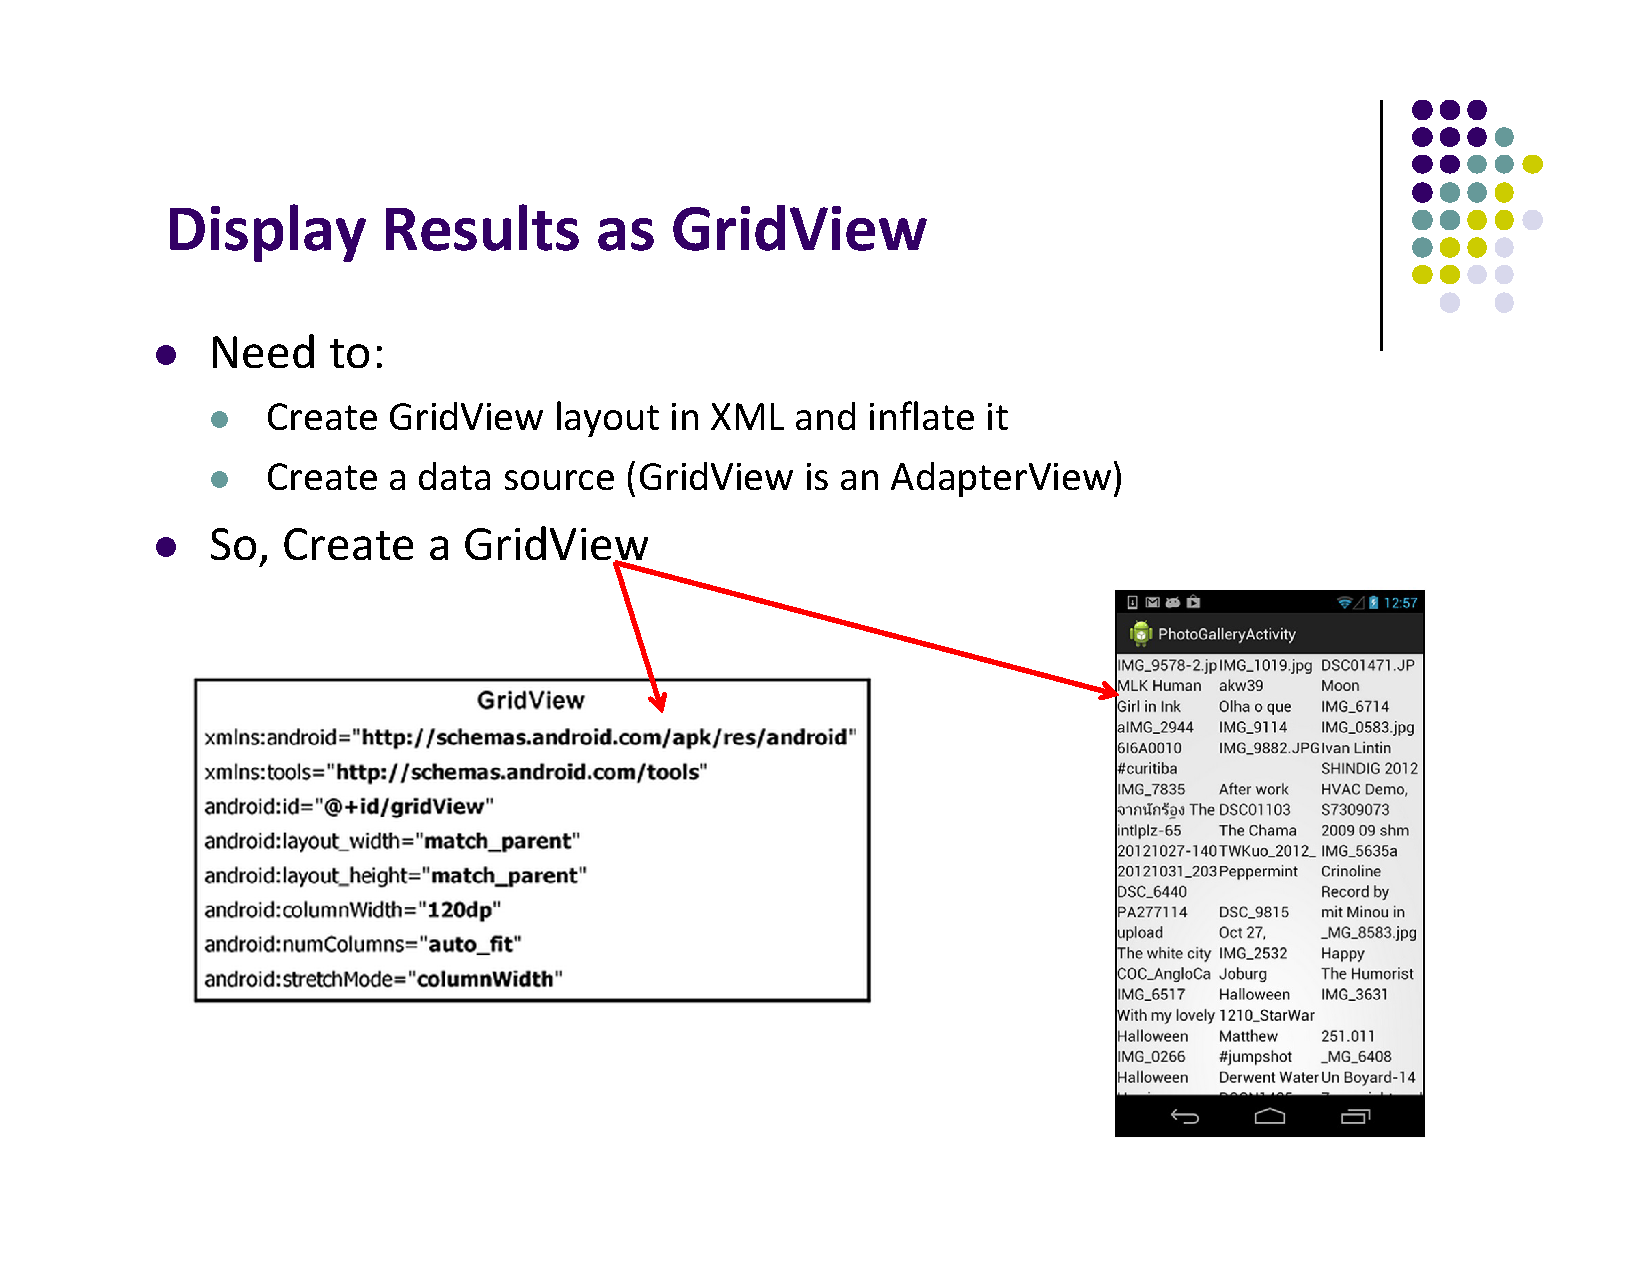 Display Results as GridView
Need to:
Create GridView layout in XML and inflate it
Create a data source (GridView is an AdapterView)
So, Create a GridView
GridView
xmlns:android="http://schemas.android.com/apk/res/android"
xmlns:tools="http://schemas.android.com/tools"
android:id="@+id/gridView"
android:layout_width="match_parent"
android:layout_height="match_parent"
android:columnWidth="120dp"
android:numColumns="auto_fit"
android:stretchMode="columnWidth"
12:57
PhotoGalleryActivity
IMG_9578-2.jp IMG_1019.jpg DSC01471.JP
MLK Human akw39 Moon
Girl in Ink Olha o que IMG_6714
aIMG_2944 IMG_9114 IMG_0583.jpg
6I6A0010 IMG_9882.JPG Ivan Lintin
#curitiba SHINDIG 2012
IMG_7835 After work HVAC Demo,
จากนักร้อง The DSC01103 S7309073
intlplz-65 The Chama 2009 09 shm
20121027-140 TWKuo_2012_ IMG_5635a
20121031_203 Peppermint Crinoline
DSC_6440 Record by
PA277114 DSC_9815 mit Minou in
upload Oct 27, _MG_8583.jpg
The white city IMG_2532 Happy
COC_AngloCa Joburg The Humorist
IMG_6517 Halloween IMG_3631
With my lovely 1210_StarWar
Halloween Matthew 251.011
IMG_0266 #jumpshot _MG_6408
Halloween Derwent Water Un Boyard-14